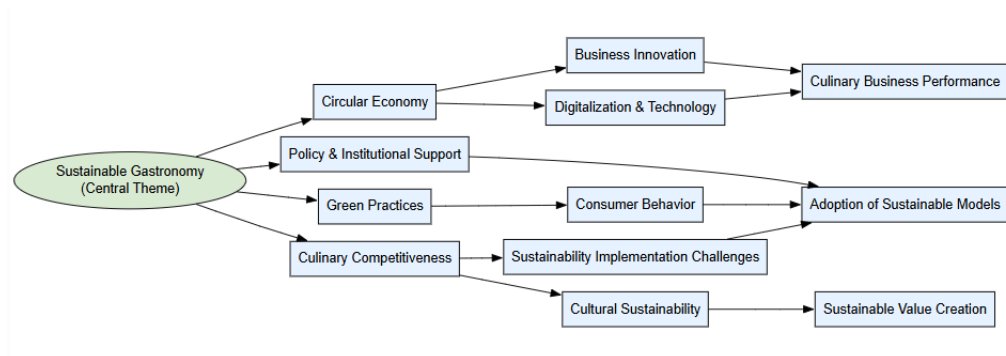 Sustainable Gastronomy
(Central Theme)
Circular Economy
Policy & Institutional Support
Green Practices
Culinary Competitiveness
Business Innovation
Digitalization & Technology
Consumer Behavior
Sustainability Implementation Challenges
Cultural Sustainability
Culinary Business Performance
Adoption of Sustainable Models
Sustainable Value Creation